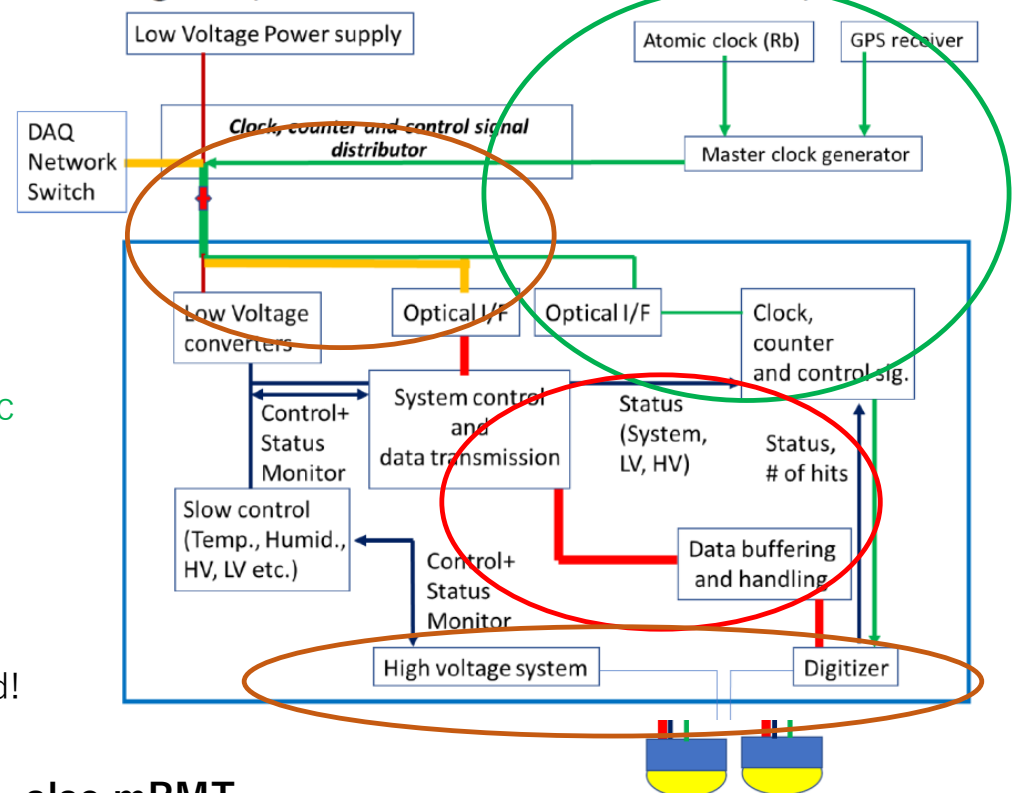 Low Voltage Power supply
Atomic clock (Rb)
GPS receiver
DAQ
Network
Switch
Clock, counter and control signal
distributor
Master clock generator
Low Voltage
converters
Optical I/F
Optical I/F
Clock,
counter
and control sig.
c
Control+
Status
Monitor
System control
and
data transmission
Status
(System,
LV, HV)
Status,
# of hits
Slow control
(Temp., Humid.,
HV, LV etc.)
Control+
Status
Monitor
Data buffering
and handling
High voltage system
Digitizer
d!
also mPMT